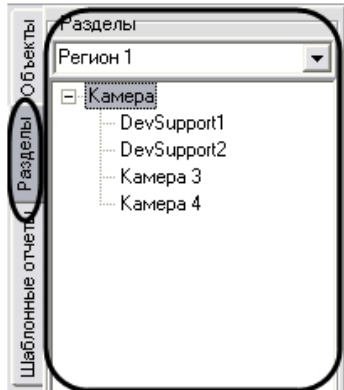 Объекты
Разделы
Шаблонные отчеты
Разделы
Регион 1
Камера
DevSupport1
DevSupport2
Камера 3
Камера 4